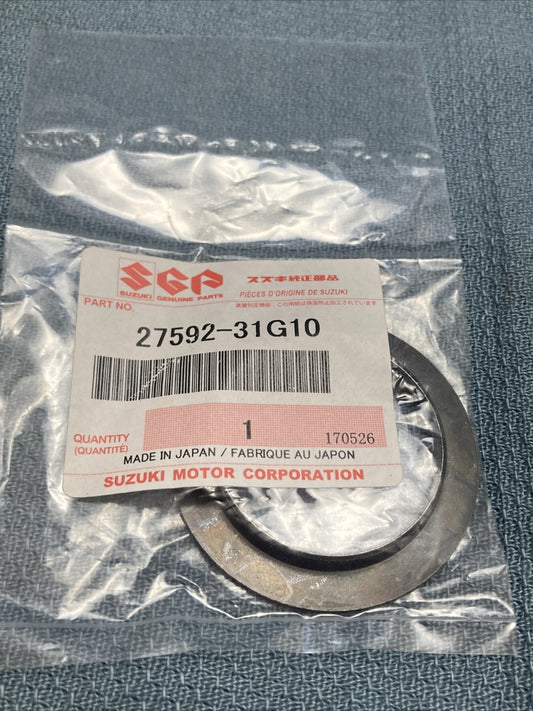 SGP
SUZUKI GENUINE PARTS
スズキ純正部品
PIÈCES D'ORIGINE DE SUZUKI
PART NO.
27592-31G10
1
170526
QUANTITY
(QUANTITÉ)
MADE IN JAPAN / FABRIQUE AU JAPON
SUZUKI MOTOR CORPORATION